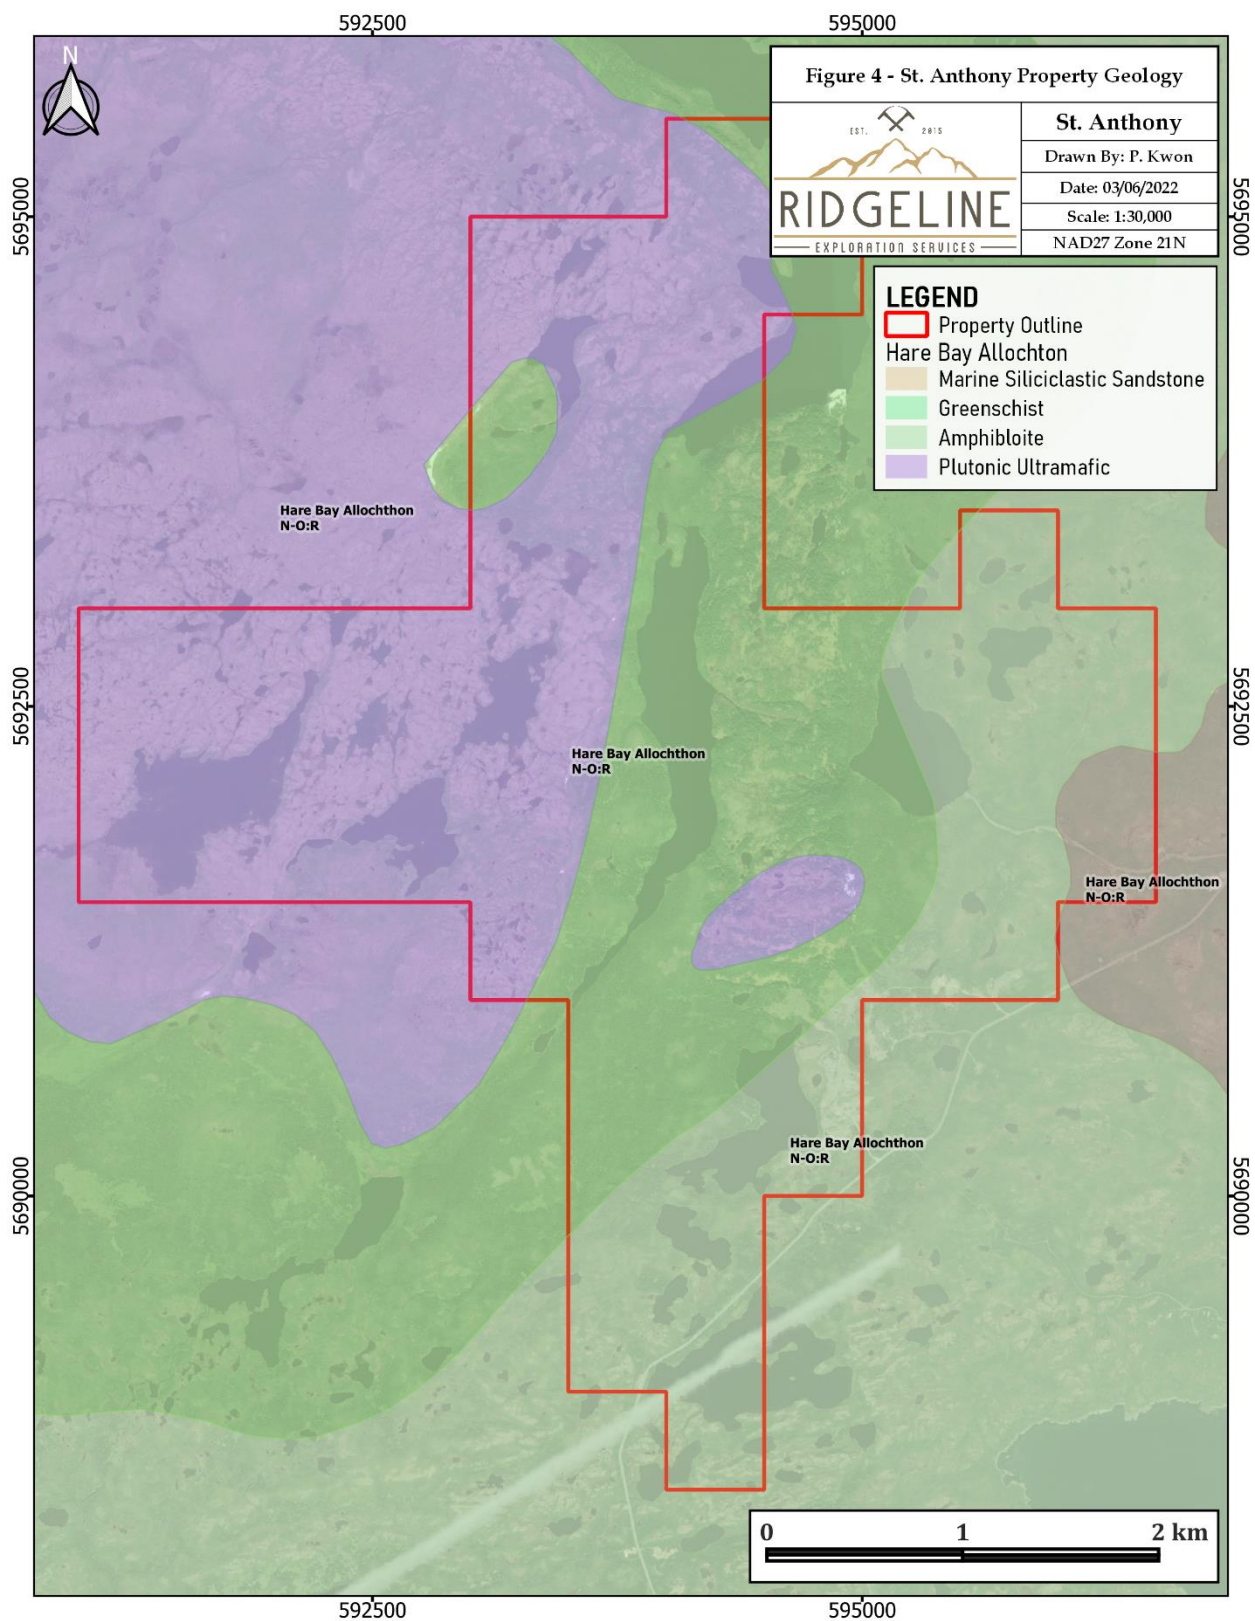 592500
595000
N
Figure 4 - St. Anthony Property Geology
EST. 2015
RIDGELINE
EXPLORATION SERVICES
St. Anthony
Drawn By: P. Kwon
Date: 03/06/2022
Scale: 1:30,000
NAD27 Zone 21N
5695000
5695000
LEGEND
Property Outline
Hare Bay Allochton
Marine Siliciclastic Sandstone
Greenschist
Amphibloite
Plutonic Ultramafic
Hare Bay Allochthon
N-O:R
5692500
5692500
Hare Bay Allochthon
N-O:R
Hare Bay Allochthon
N-O:R
Hare Bay Allochthon
N-O:R
5690000
5690000
0 1 2 km
592500
595000